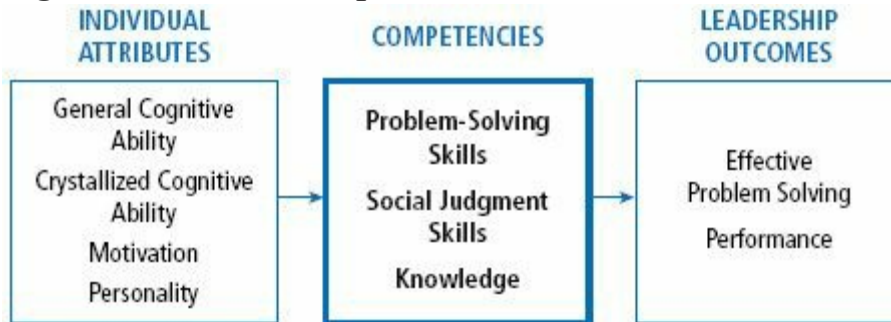 INDIVIDUAL
ATTRIBUTES
General Cognitive
Ability
Crystallized Cognitive
Ability
Motivation
Personality
COMPETENCIES
Problem-Solving
Skills
Social Judgment
Skills
Knowledge
LEADERSHIP
OUTCOMES
Effective
Problem Solving
Performance